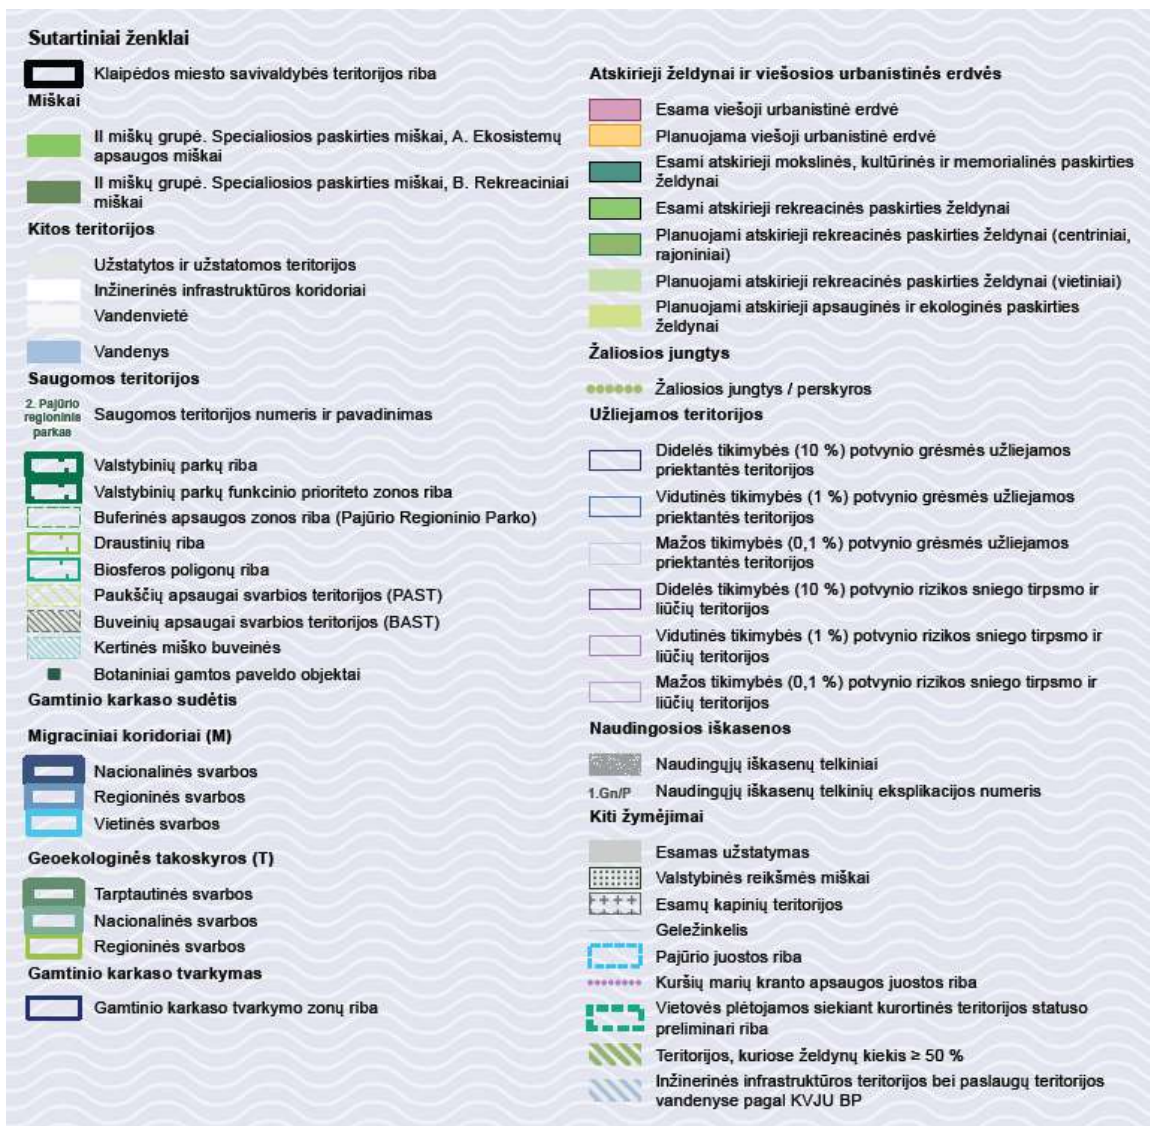 Sutartiniai ženklai
Klaipėdos miesto savivaldybės teritorijos riba
Miškai
II miškų grupė. Specialiosios paskirties miškai, A. Ekosistemų
apsaugos miškai
II miškų grupė. Specialiosios paskirties miškai, B. Rekreaciniai
miškai
Kitos teritorijos
Užstatytos ir užstatomos teritorijos
Inžinerinės infrastruktūros koridoriai
Vandenvietė
Vandenys
Saugomos teritorijos
2. Pajūrio
regioninis
parkas
Saugomos teritorijos numeris ir pavadinimas
Valstybinių parkų riba
Valstybinių parkų funkcinio prioriteto zonos riba
Buferinės apsaugos zonos riba (Pajūrio Regioninio Parko)
Draustinių riba
Biosferos poligonų riba
Paukščių apsaugai svarbios teritorijos (PAST)
Buveinių apsaugai svarbios teritorijos (BAST)
Kertinės miško buveinės
Botaniniai gamtos paveldo objektai
Gamtinio karkaso sudėtis
Migraciniai koridoriai (M)
Nacionalinės svarbos
Regioninės svarbos
Vietinės svarbos
Geoekologinės takoskyros (T)
Tarptautinės svarbos
Nacionalinės svarbos
Regioninės svarbos
Gamtinio karkaso tvarkymas
Gamtinio karkaso tvarkymo zonų riba
Atskirieji želdynai ir viešosios urbanistinės erdvės
Esama viešoji urbanistinė erdvė
Planuojama viešoji urbanistinė erdvė
Esami atskirieji mokslinės, kultūrinės ir memorialinės paskirties
želdynai
Esami atskirieji rekreacinės paskirties želdynai
Planuojami atskirieji rekreacinės paskirties želdynai (centriniai,
rajoniniai)
Planuojami atskirieji rekreacinės paskirties želdynai (vietiniai)
Planuojami atskirieji apsauginės ir ekologinės paskirties
želdynai
Žaliosios jungtys
Žaliosios jungtys / perskyros
Užliejamos teritorijos
Didelės tikimybės (10 %) potvynio grėsmės užliejamos
priektantės teritorijos
Vidutinės tikimybės (1 %) potvynio grėsmės užliejamos
priektantės teritorijos
Mažos tikimybės (0,1 %) potvynio grėsmės užliejamos
priektantės teritorijos
Didelės tikimybės (10 %) potvynio rizikos sniego tirpsmo ir
liūčių teritorijos
Vidutinės tikimybės (1 %) potvynio rizikos sniego tirpsmo ir
liūčių teritorijos
Mažos tikimybės (0,1 %) potvynio rizikos sniego tirpsmo ir
liūčių teritorijos
Naudingosios iškasenos
Naudingųjų iškasenų telkiniai
1.Gn/P Naudingųjų iškasenų telkinių eksplikacijos numeris
Kiti žymėjimai
Esamas užstatymas
Valstybinės reikšmės miškai
Esamų kapinių teritorijos
Geležinkelis
Pajūrio juostos riba
Kuršių marių kranto apsaugos juostos riba
Vietovės plėtojamos siekiant kurortinės teritorijos statuso
preliminari riba
Teritorijos, kuriose želdynų kiekis ≥ 50 %
Inžinerinės infrastruktūros teritorijos bei paslaugų teritorijos
vandenyse pagal KVJU BP